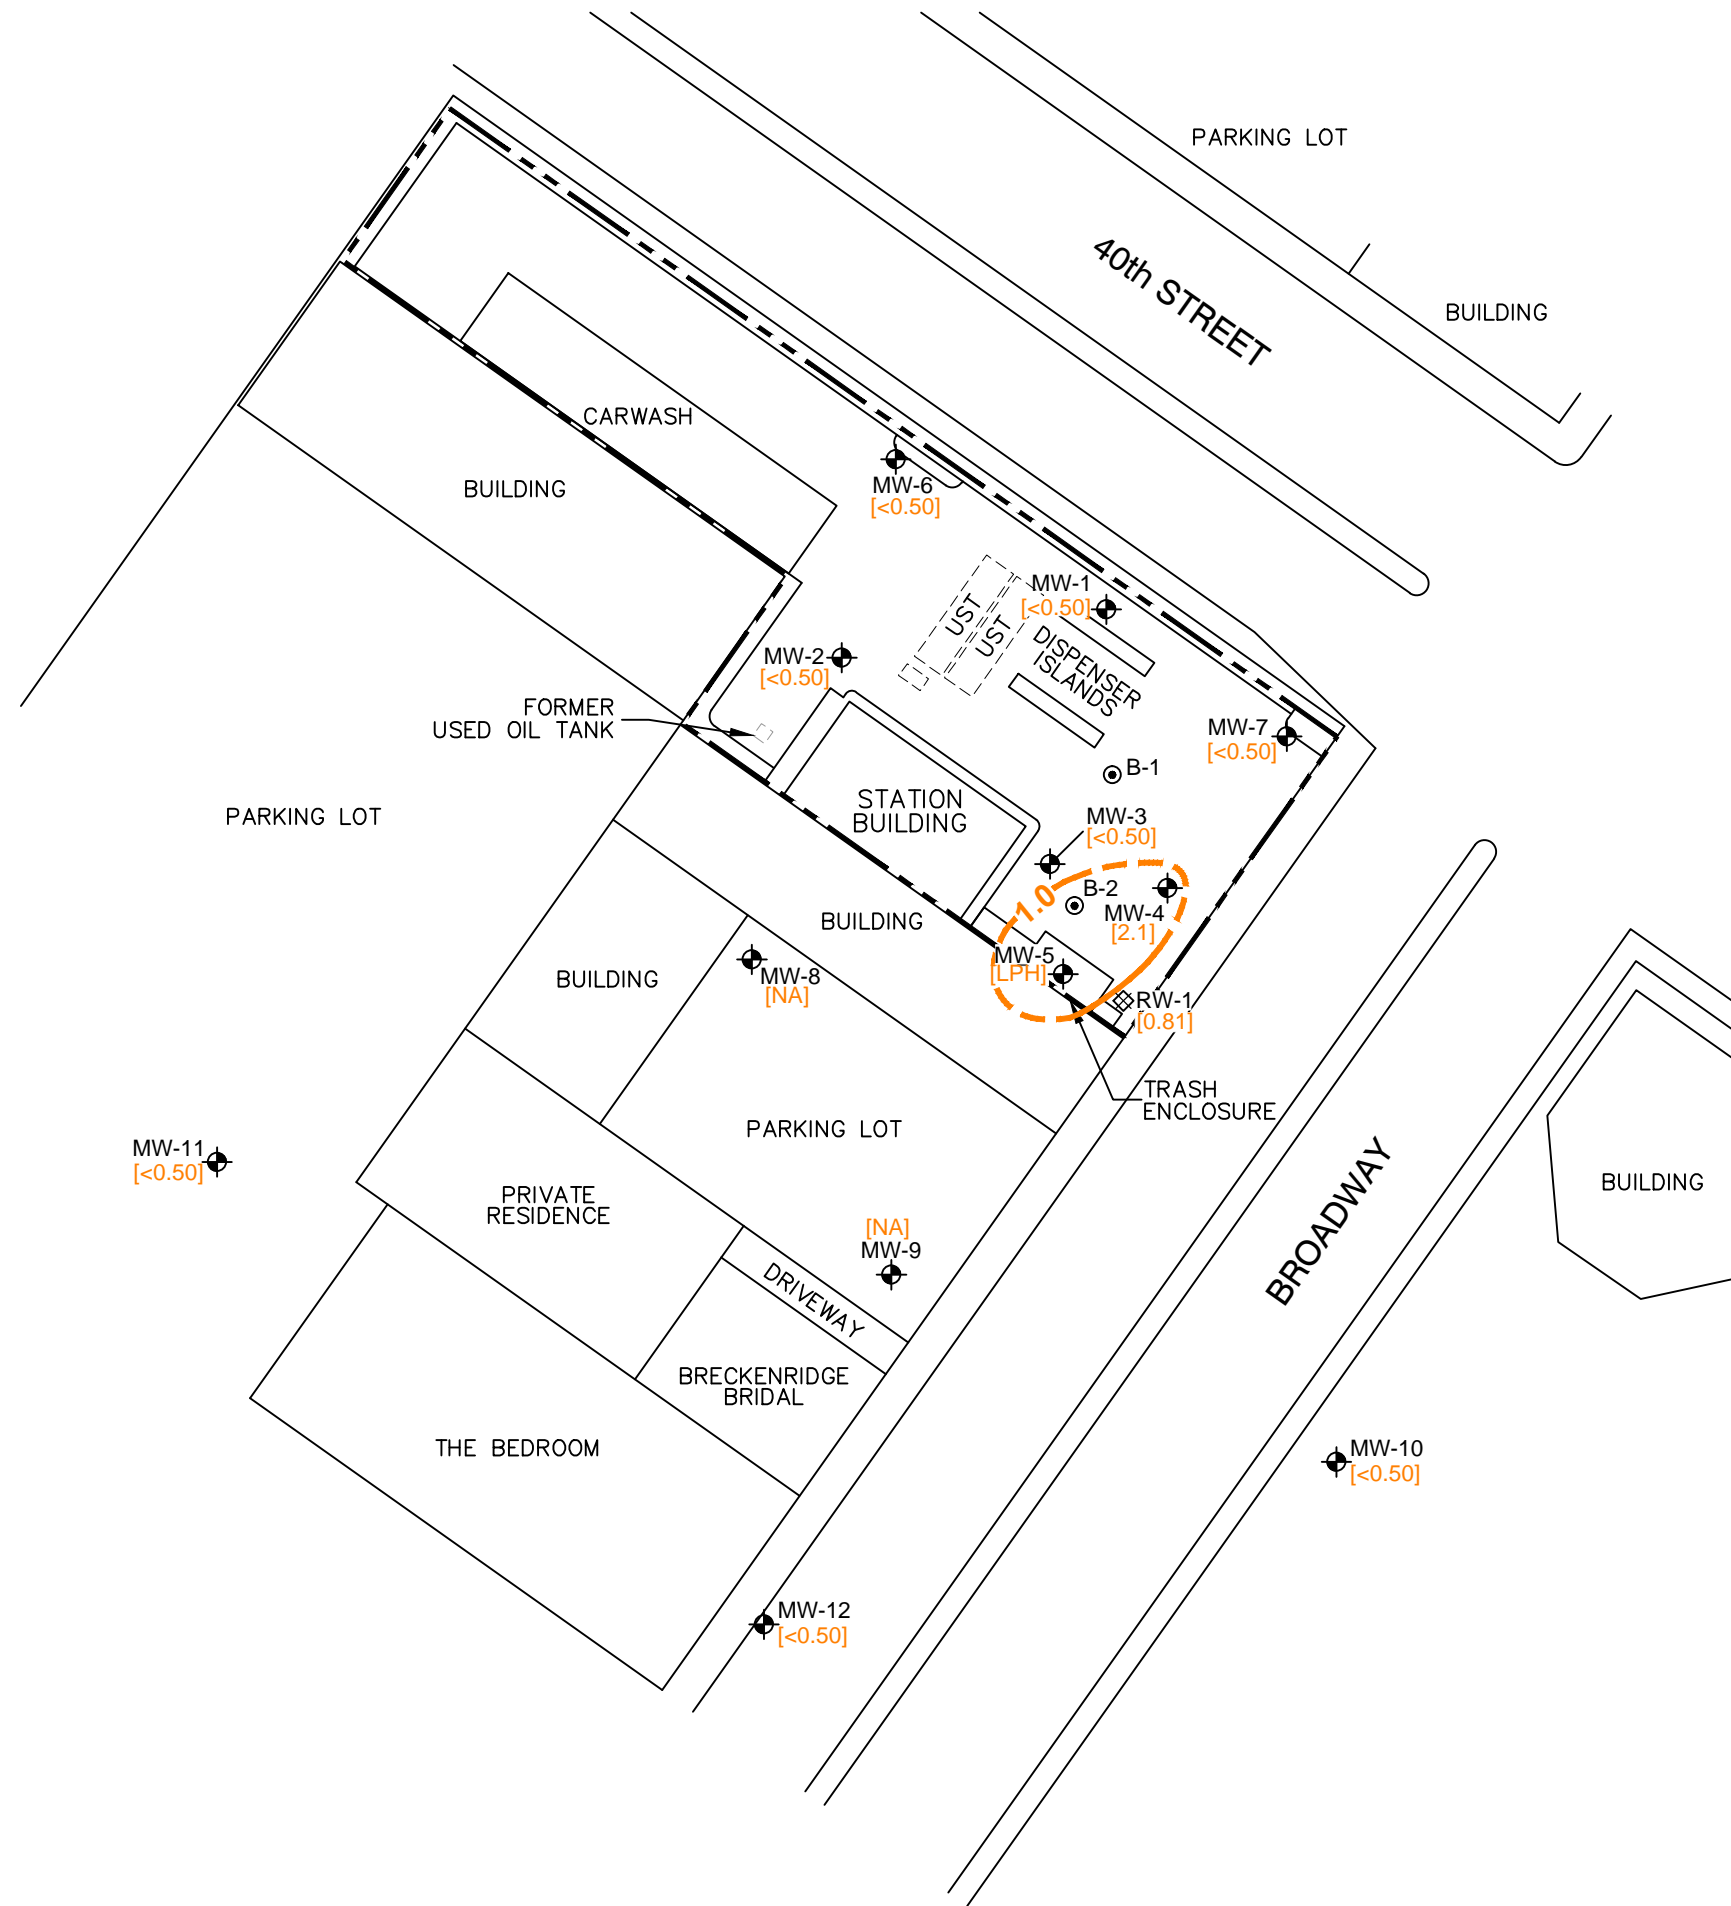 PARKING LOT
40th STREET
BUILDING
CARWASH
BUILDING
MW-6
[<0.50]
MW-1
[<0.50]
UST
UST
DISPENSER
ISLANDS
MW-2
[<0.50]
FORMER
USED OIL TANK
MW-7
[<0.50]
B-1
STATION
BUILDING
PARKING LOT
MW-3
[<0.50]
1.0
B-2
MW-4
[2.1]
BUILDING
MW-5
[LPH]
BUILDING
MW-8
[NA]
RW-1
[0.81]
TRASH
ENCLOSURE
PARKING LOT
MW-11
[<0.50]
PRIVATE
RESIDENCE
BROADWAY
BUILDING
[NA]
MW-9
DRIVEWAY
BRECKENRIDGE
BRIDAL
THE BEDROOM
MW-10
[<0.50]
MW-12
[<0.50]